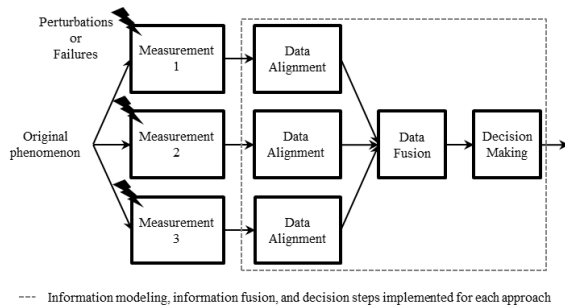 Perturbations
or
Failures
Original
phenomenon
Measurement
1
Data
Alignment
Measurement
2
Data
Alignment
Measurement
3
Data
Alignment
Data
Fusion
Decision
Making
--- Information modeling, information fusion, and decision steps implemented for each approach